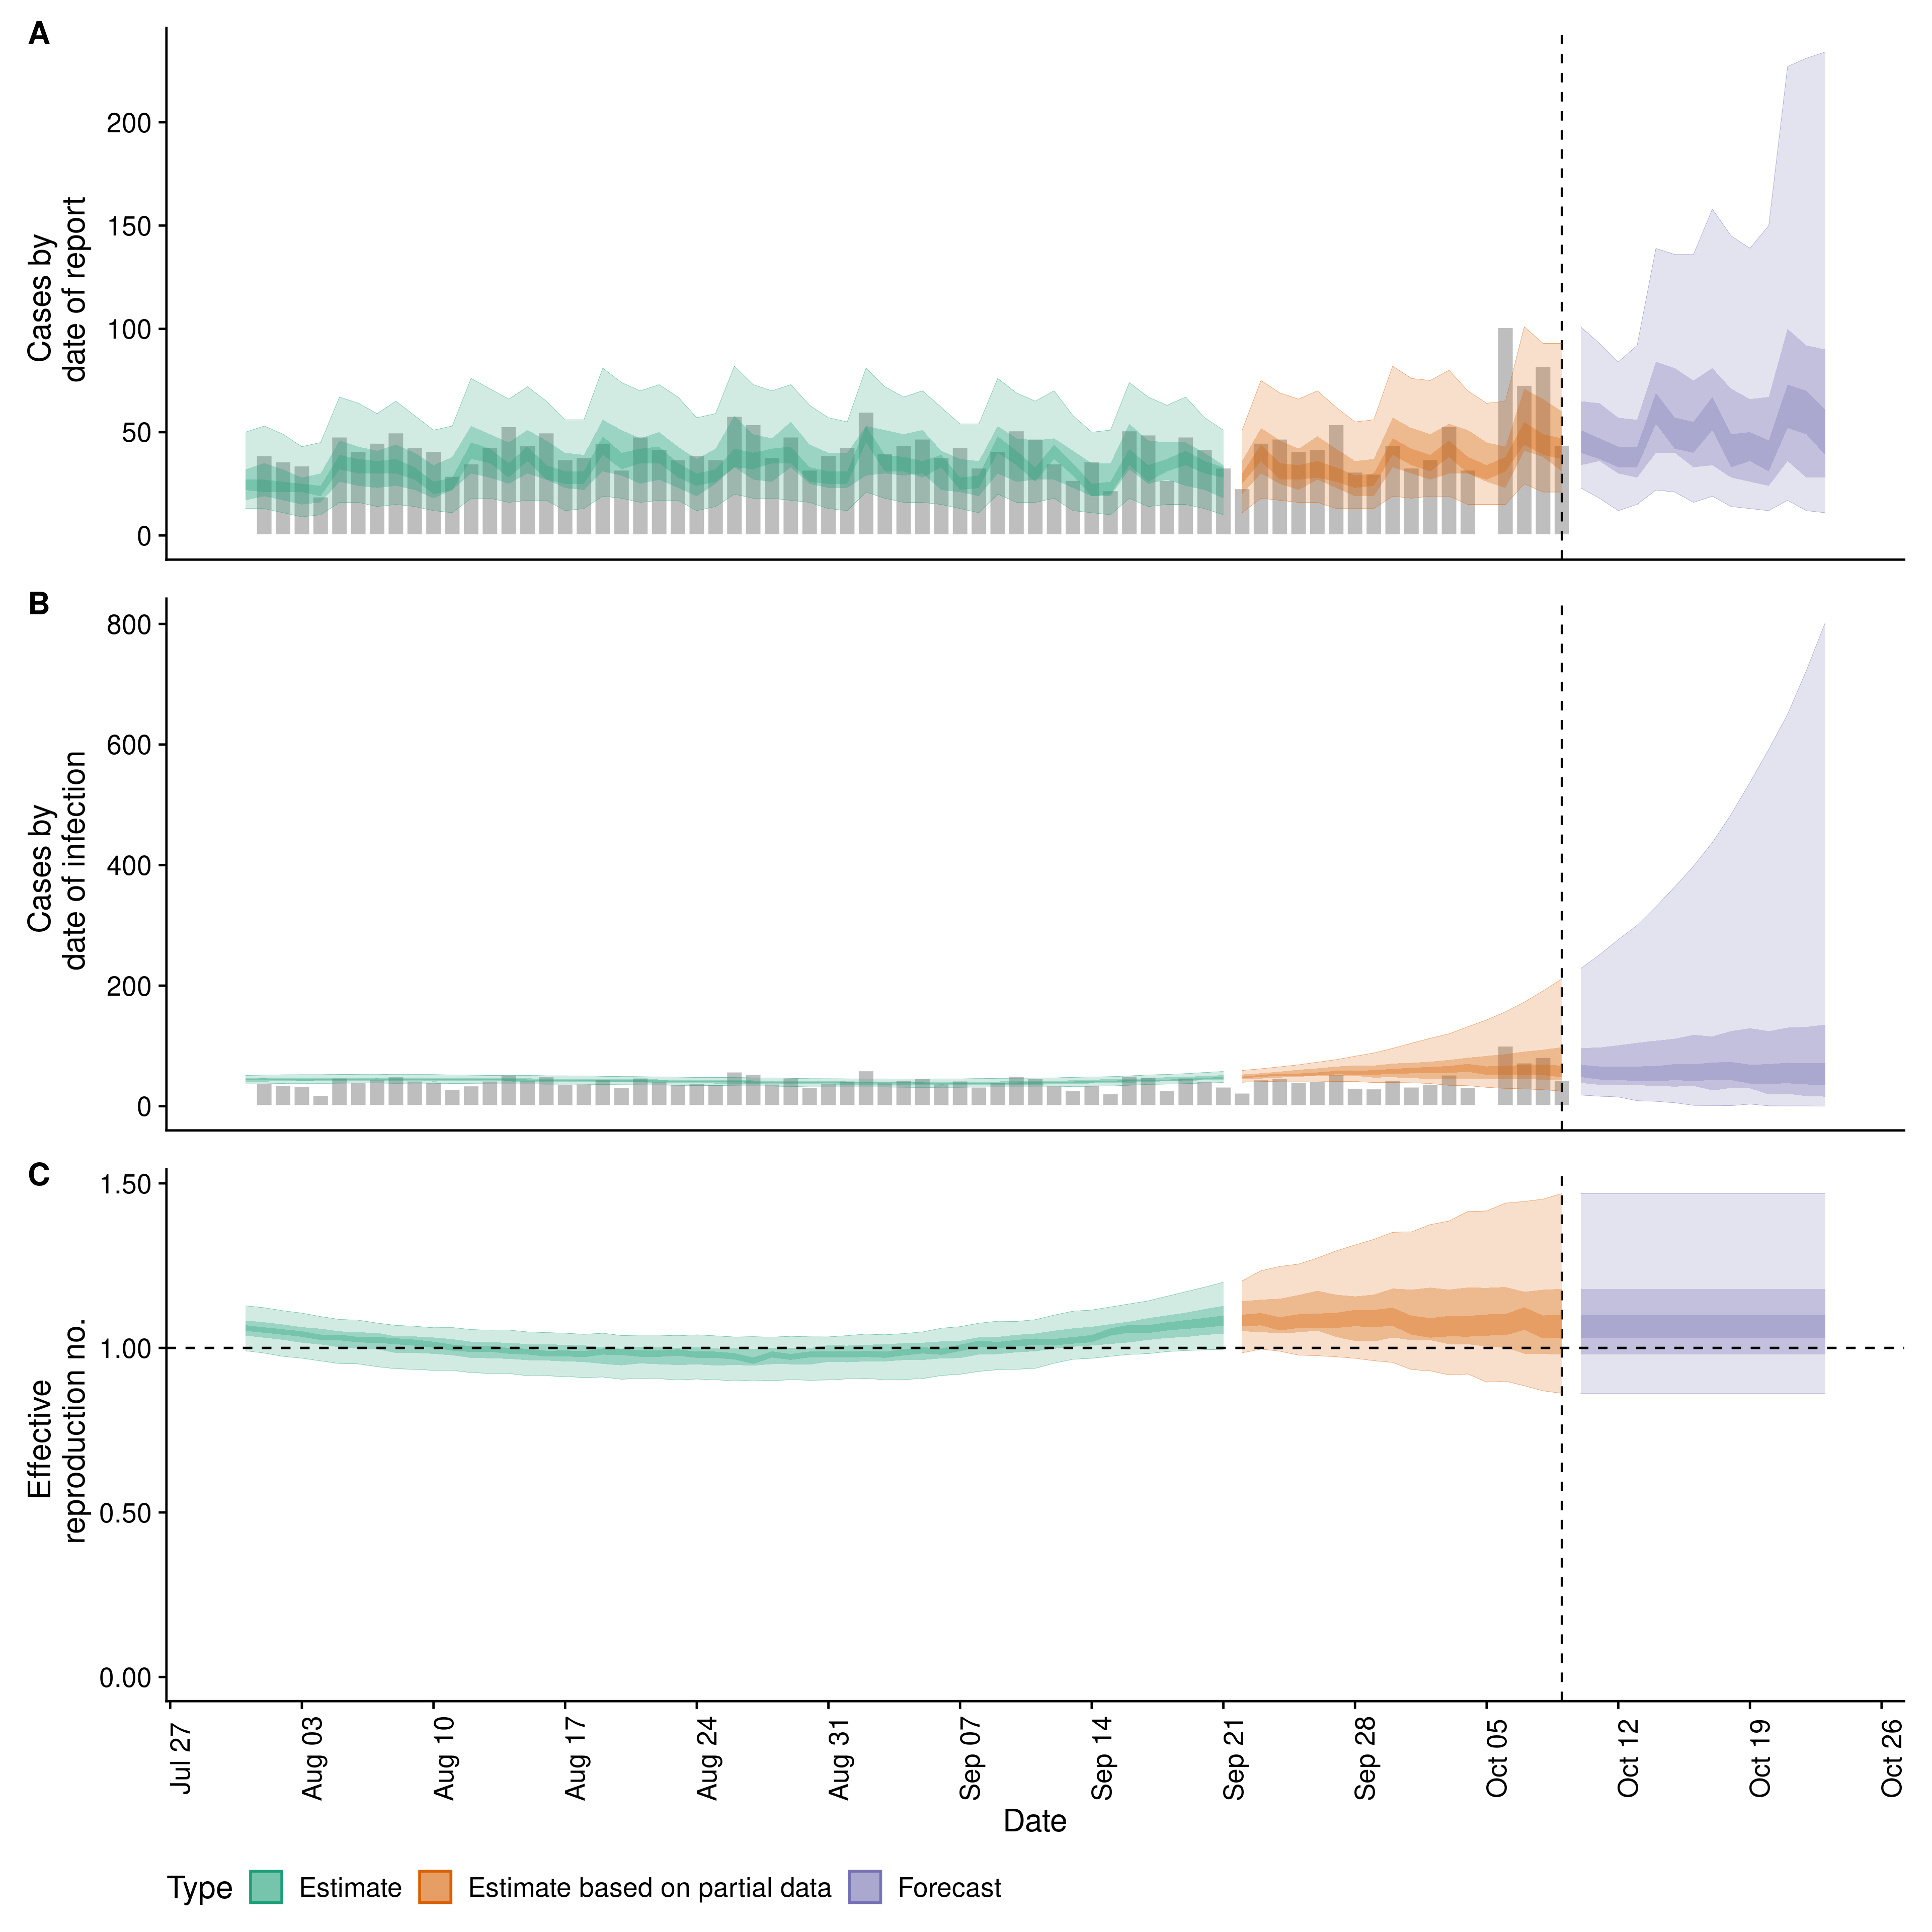 A
Cases by
date of report
200
150
100
50
0
B
Cases by
date of infection
800
600
400
200
0
C
Effective
reproduction no.
1.50
1.00
0.50
0.00
Jul 27
Aug 03
Aug 10
Aug 17
Aug 24
Aug 31
Sep 07
Sep 14
Sep 21
Sep 28
Oct 05
Oct 12
Oct 19
Oct 26
Date
Type Estimate Estimate based on partial data Forecast